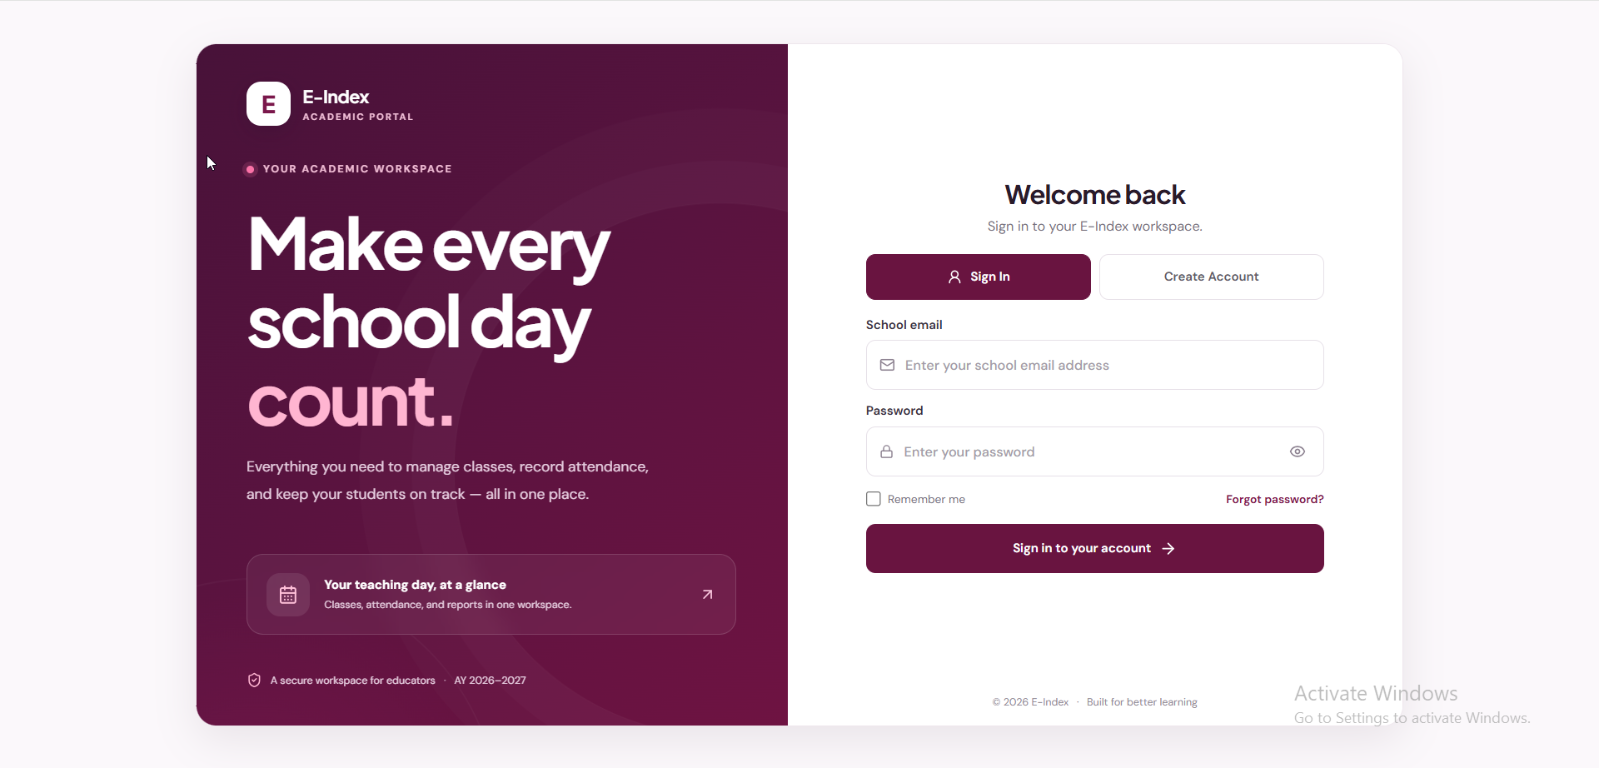 E
E-Index
ACADEMIC PORTAL
YOUR ACADEMIC WORKSPACE
Make every
school day
count.
Everything you need to manage classes, record attendance,
and keep your students on track — all in one place.
Your teaching day, at a glance
Classes, attendance, and reports in one workspace.
A secure workspace for educators · AY 2026–2027
Welcome back
Sign in to your E-Index workspace.
Sign In
Create Account
School email
Enter your school email address
Password
Enter your password
Remember me
Forgot password?
Sign in to your account
© 2026 E-Index · Built for better learning
Activate Windows
Go to Settings to activate Windows.